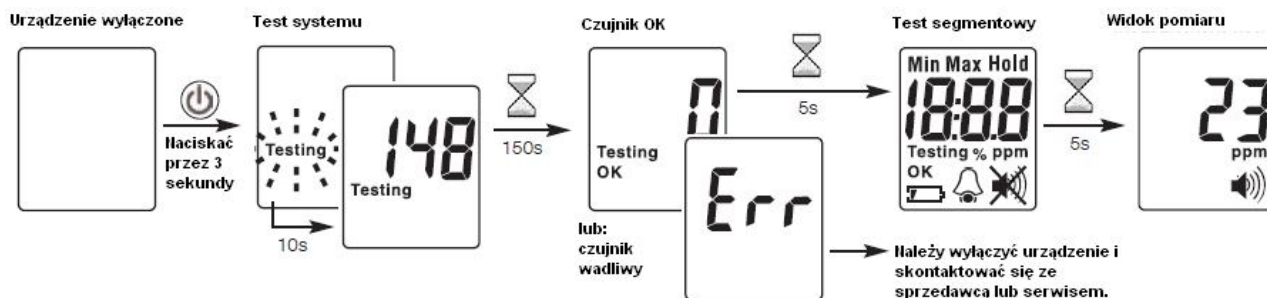 Urządzenie wyłączone
Naciskać
przez 3
sekundy
Test systemu
Testing
10s
148
Testing
150s
Czujnik OK
0
Testing
OK
lub:
czujnik
wadliwy
Err
Należy wyłączyć urządzenie i
skontaktować się ze
sprzedawcą lub serwisem.
5s
Test segmentowy
Min Max Hold
18:88
Testing % ppm
OK
5s
Widok pomiaru
23
ppm